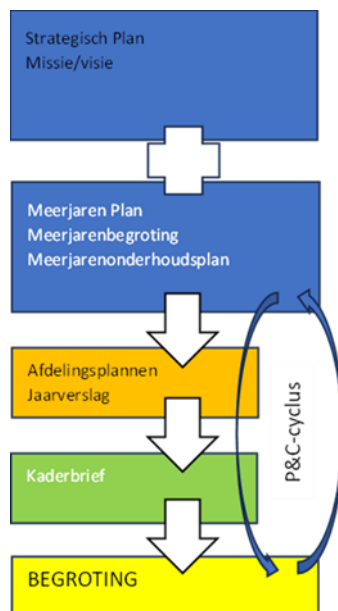 Strategisch Plan
Missie/visie
Meerjaren Plan
Meerjarenbegroting
Meerjarenonderhoudsplan
Afdelingsplannen
Jaarverslag
P&C-cyclus
Kaderbrief
BEGROTING